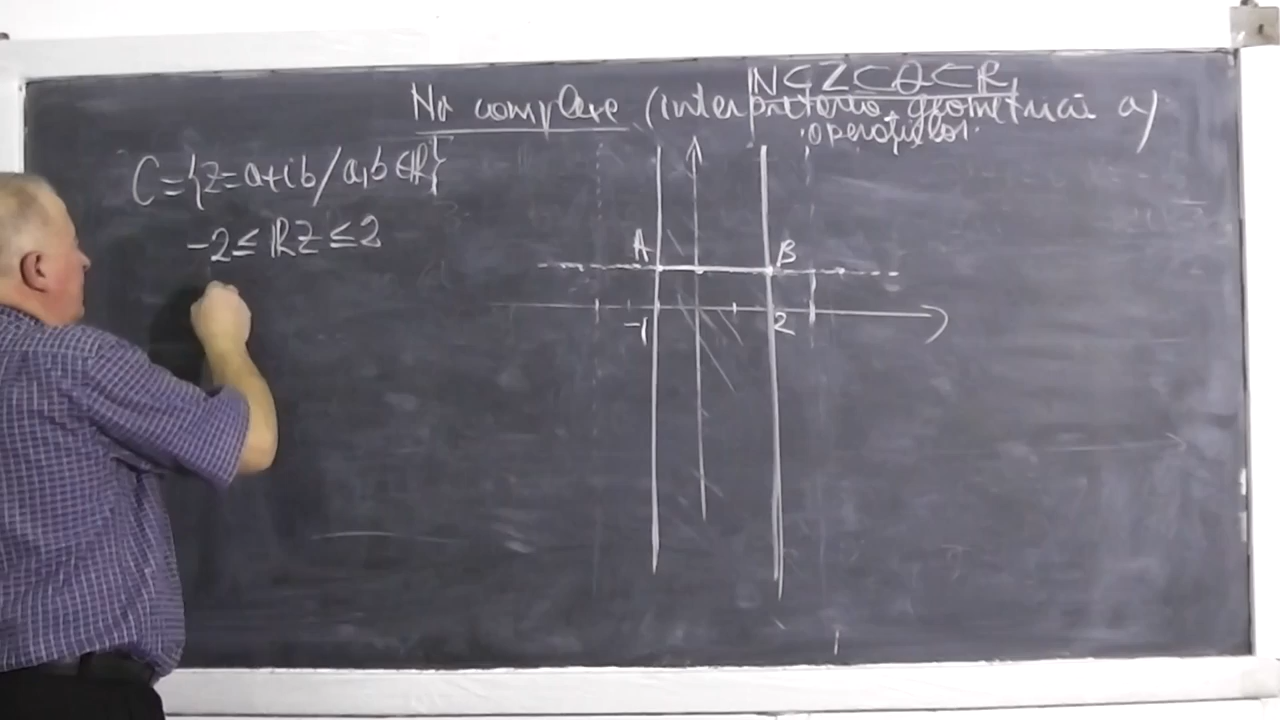 N⊂Z⊂Q⊂R,
Nr complexe (interpretarea geometrică a)
operațiilor.
C={z=a+ib/a,b∈R}
-2≤RZ≤2
A B
-1 2